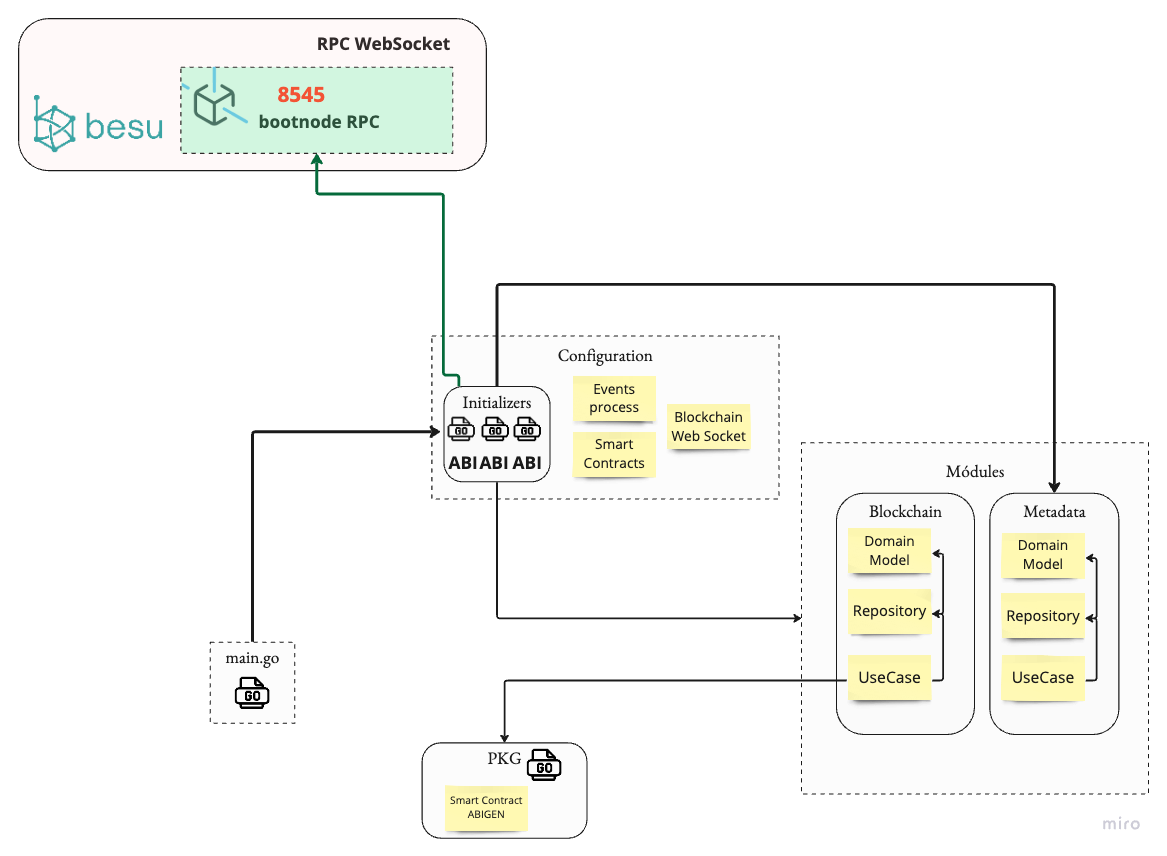 RPC WebSocket
8545
bootnode RPC
besu
Configuration
Initializers
GO GO GO
ABI ABI ABI
Events
process
Smart
Contracts
Blockchain
Web Socket
Módules
Blockchain
Domain
Model
Repository
UseCase
Metadata
Domain
Model
Repository
UseCase
main.go
GO
PKG
GO
Smart Contract
ABIGEN
miro